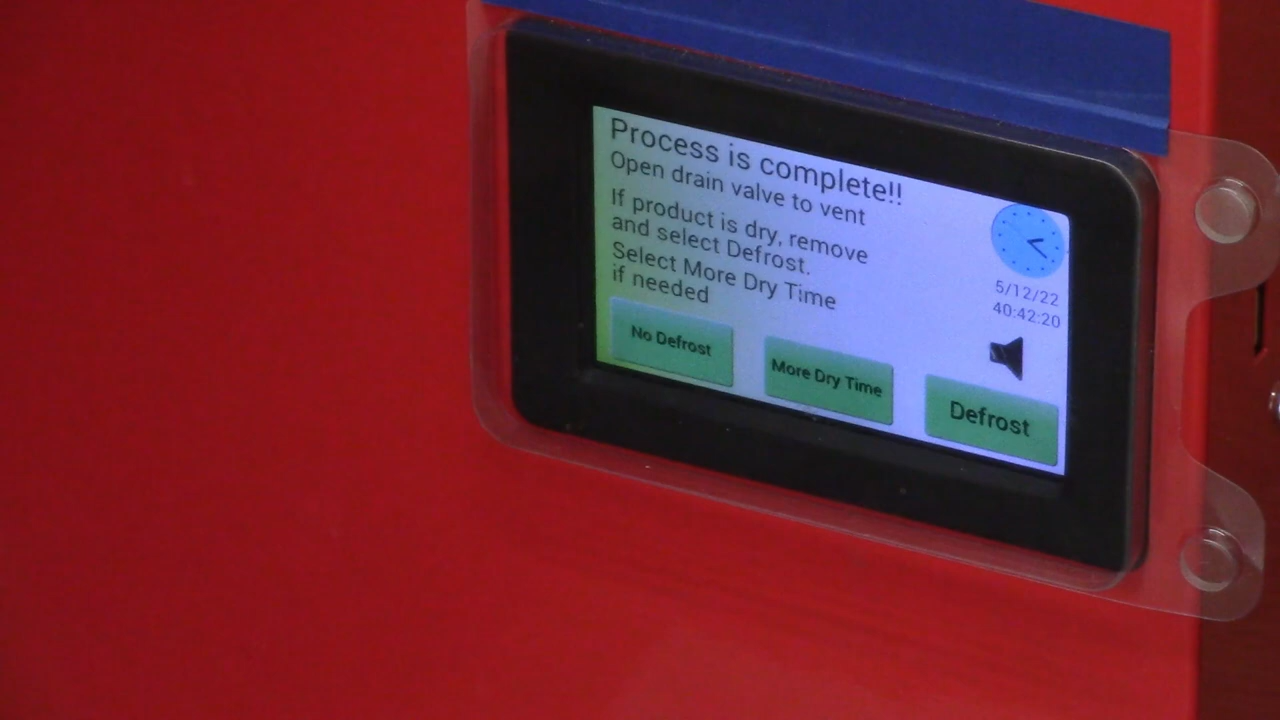 Process is complete!!
Open drain valve to vent
If product is dry, remove
and select Defrost.
Select More Dry Time
if needed
5/12/22
40:42:20
No Defrost
More Dry Time
Defrost